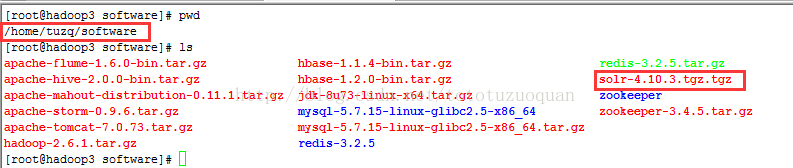 [root@hadoop3 software]# pwd
/home/tuzq/software
[root@hadoop3 software]# ls
apache-flume-1.6.0-bin.tar.gz hbase-1.1.4-bin.tar.gz redis-3.2.5.tar.gz
apache-hive-2.0.0-bin.tar.gz hbase-1.2.0-bin.tar.gz solr-4.10.3.tgz.tgz
apache-mahout-distribution-0.11.1.tar.gz jdk-8u73-linux-x64.tar.gz zookeeper
apache-storm-0.9.6.tar.gz mysql-5.7.15-linux-glibc2.5-x86_64 zookeeper-3.4.5.tar.gz
apache-tomcat-7.0.73.tar.gz mysql-5.7.15-linux-glibc2.5-x86_64.tar.gz
hadoop-2.6.1.tar.gz redis-3.2.5
[root@hadoop3 software]#